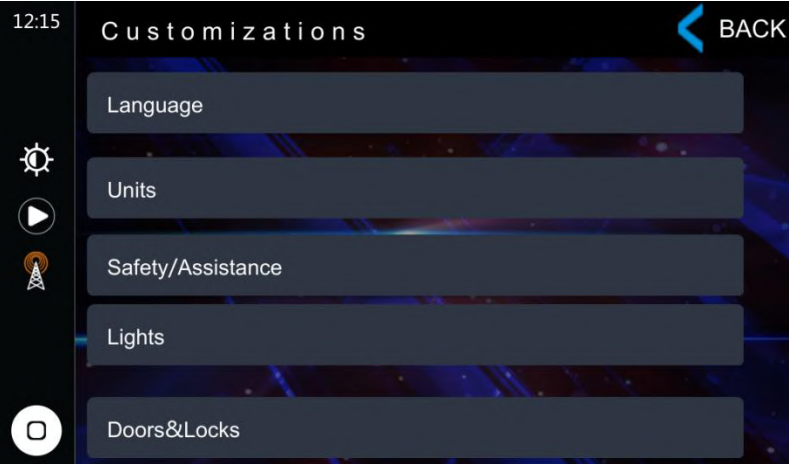 12:15
Customizations
BACK
Language
Units
Safety/Assistance
Lights
Doors&Locks